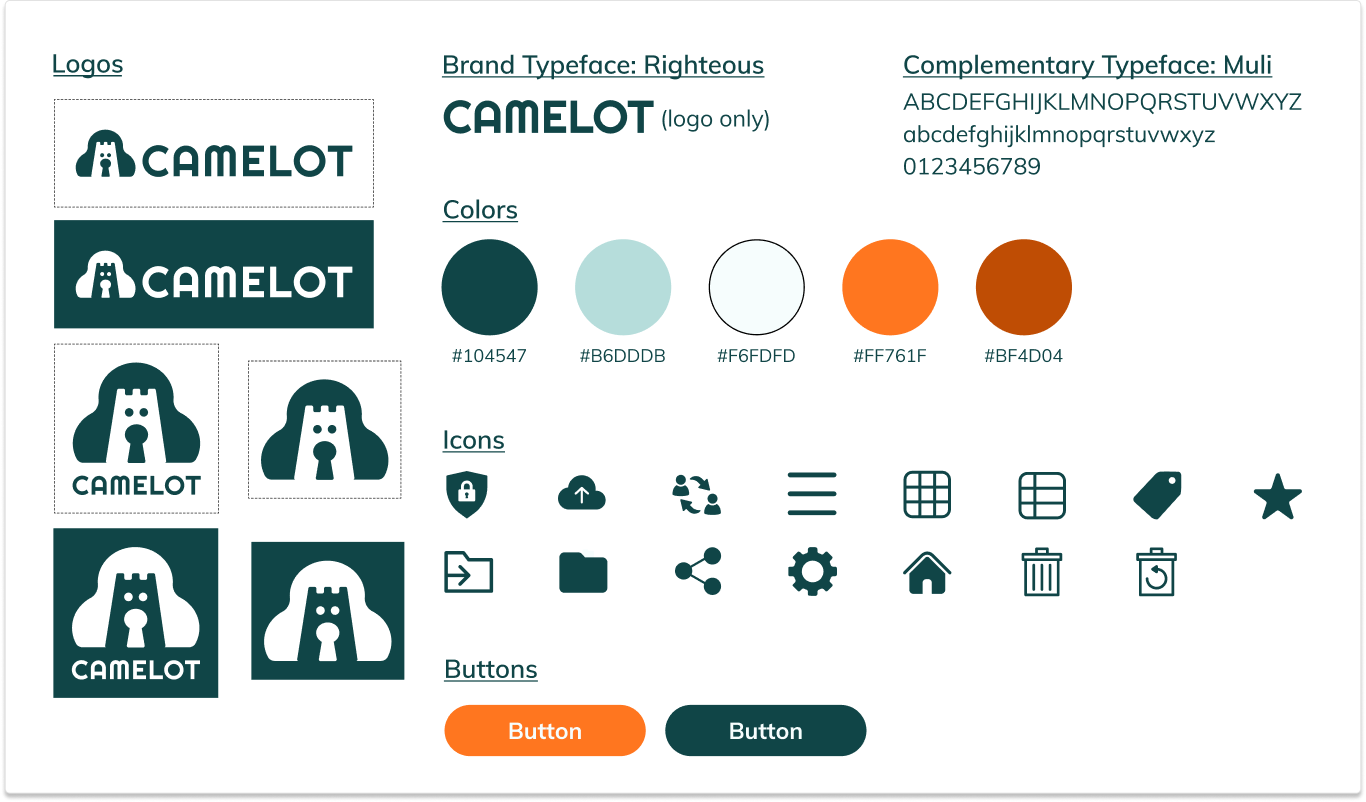 Logos
CAMELOT
CAMELOT
CAMELOT
CAMELOT
Brand Typeface: Righteous
CAMELOT (logo only)
Complementary Typeface: Muli
ABCDEFGHIJKLMNOPQRSTUVWXYZ
abcdefghijklmnopqrstuvwxyz
0123456789
Colors
#104547
#B6DDDB
#F6FDFD
#FF761F
#BF4D04
Icons
Buttons
Button
Button